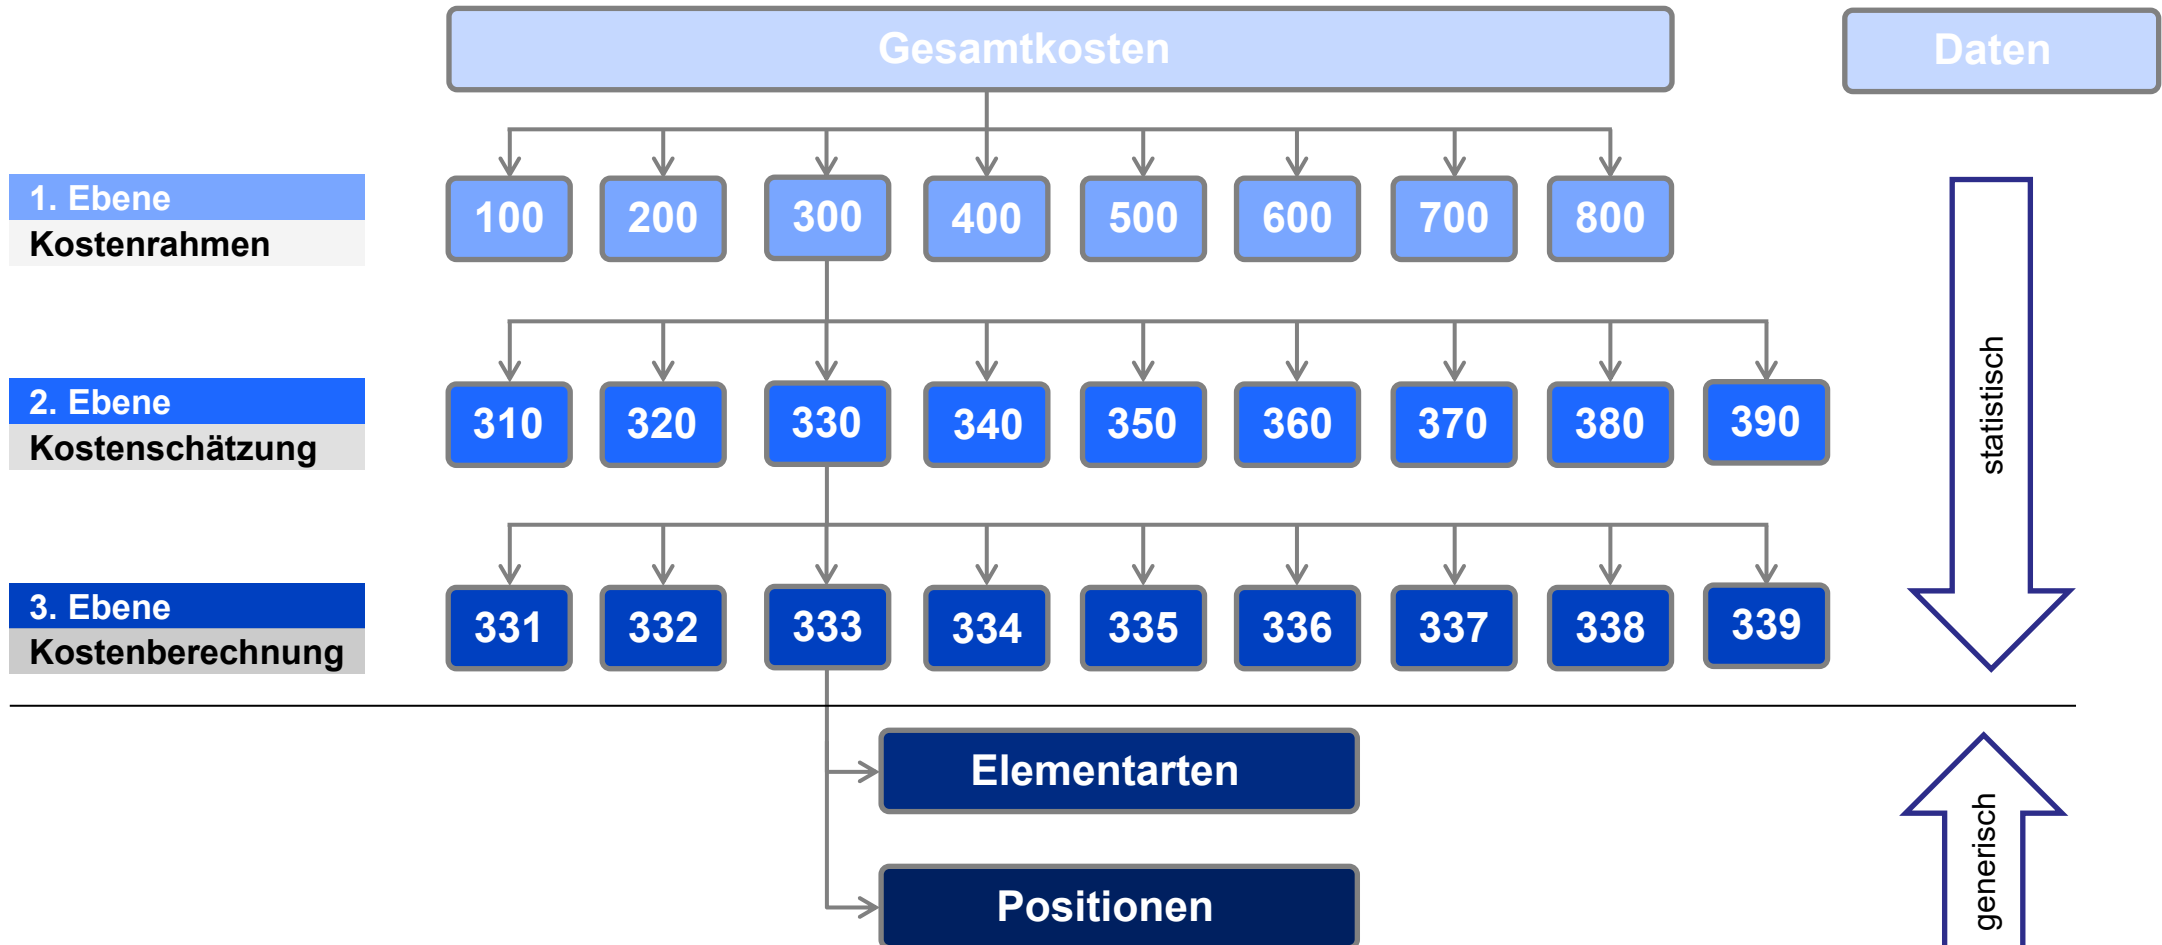 Gesamtkosten
Daten
1. Ebene
Kostenrahmen
100 200 300 400 500 600 700 800
2. Ebene
Kostenschätzung
310 320 330 340 350 360 370 380 390
statistisch
3. Ebene
Kostenberechnung
331 332 333 334 335 336 337 338 339
Elementarten
Positionen
generisch